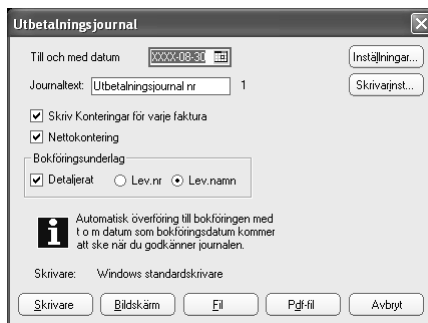 Utbetalningsjournal
Till och med datum XXXX-08-30 Inställningar...
Journaltext: Utbetalningsjournal nr 1 Skrivarinst...
Skriv Konteringar för varje faktura
Nettokontering
Bokföringsunderlag
Detaljerat Lev.nr Lev.namn
Automatisk överföring till bokföringen med
t o m datum som bokföringsdatum kommer
att ske när du godkänner journalen.
Skrivare: Windows standardskrivare
Skrivare Bildskärm Fil Pdf-fil Avbryt